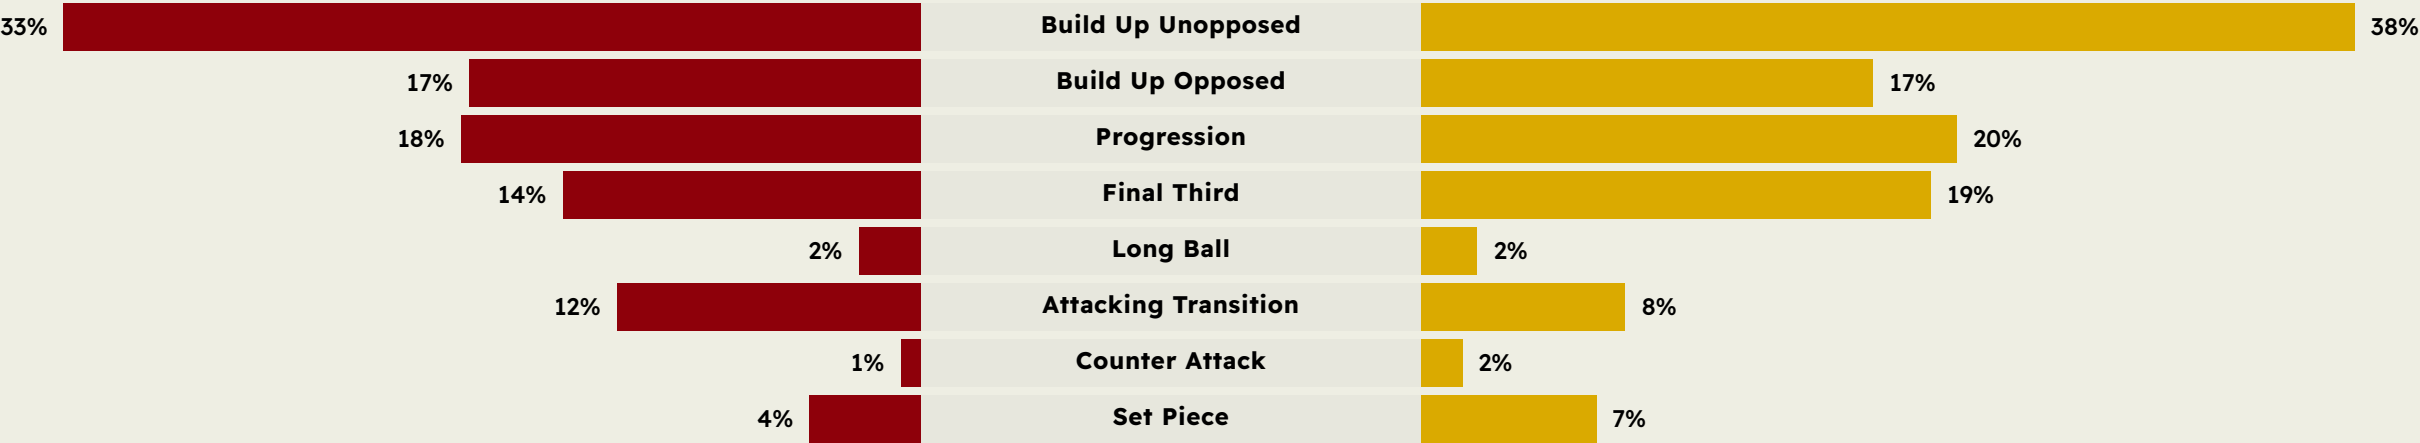 33% Build Up Unopposed 38%
17% Build Up Opposed 17%
18% Progression 20%
14% Final Third 19%
2% Long Ball 2%
12% Attacking Transition 8%
1% Counter Attack 2%
4% Set Piece 7%